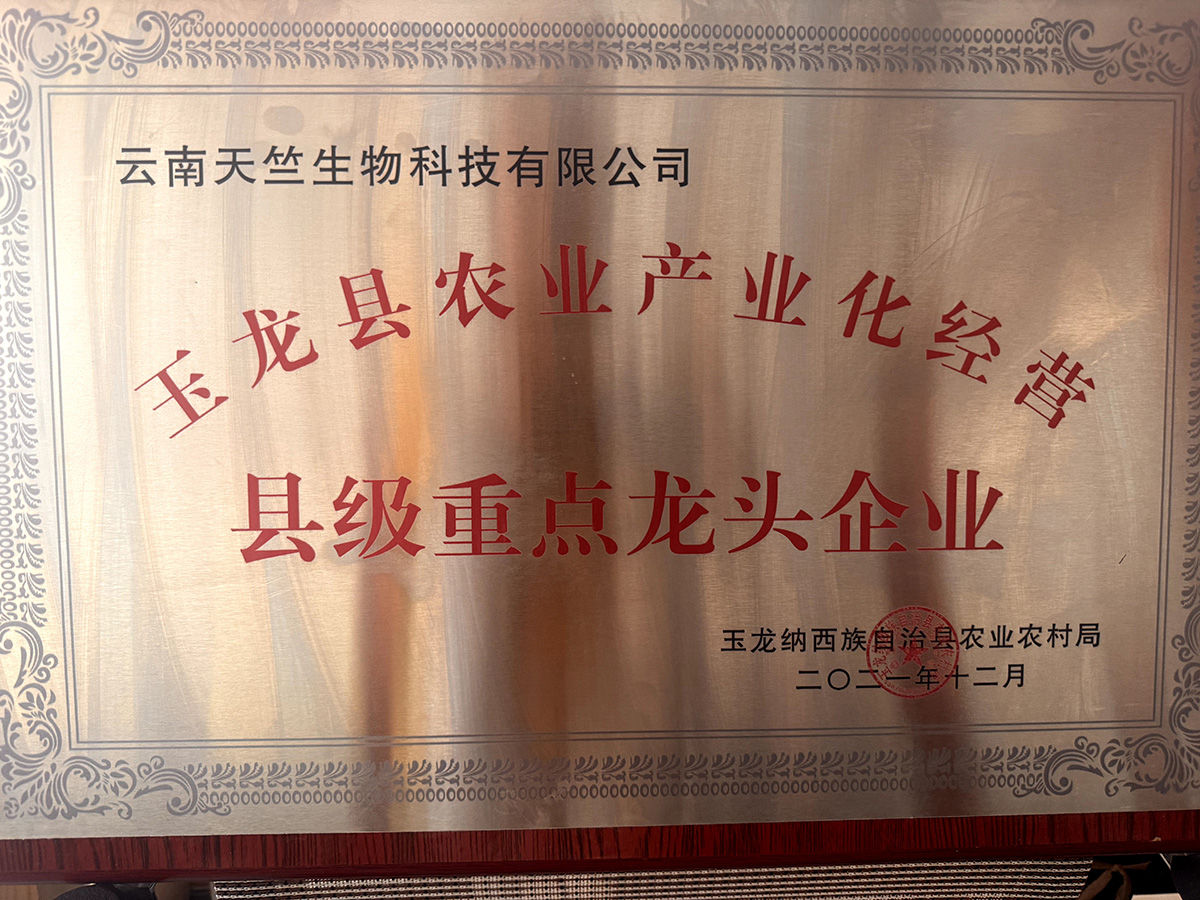 云南天竺生物科技有限公司
玉龙县农业产业化经营
县级重点龙头企业
玉龙纳西族自治县农业农村局
二〇二一年十二月